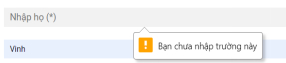 Nhập họ (*)
Bạn chưa nhập trường này
Vinh